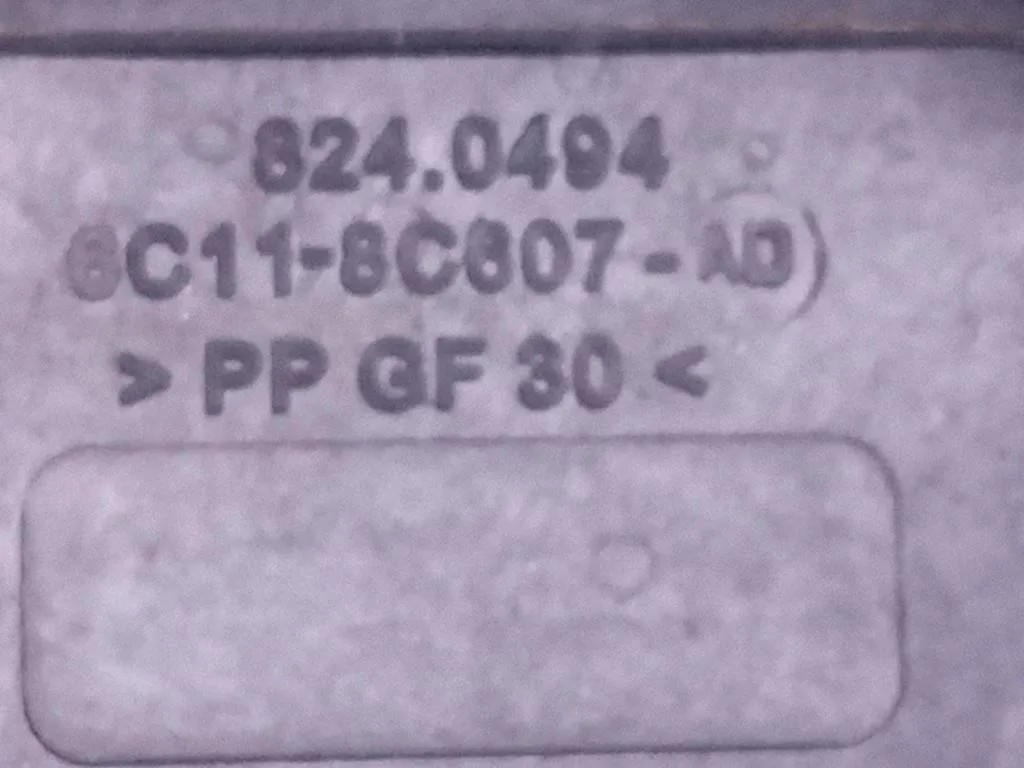 824.0494
6C11-8C607-AD
> PP GF 30 <